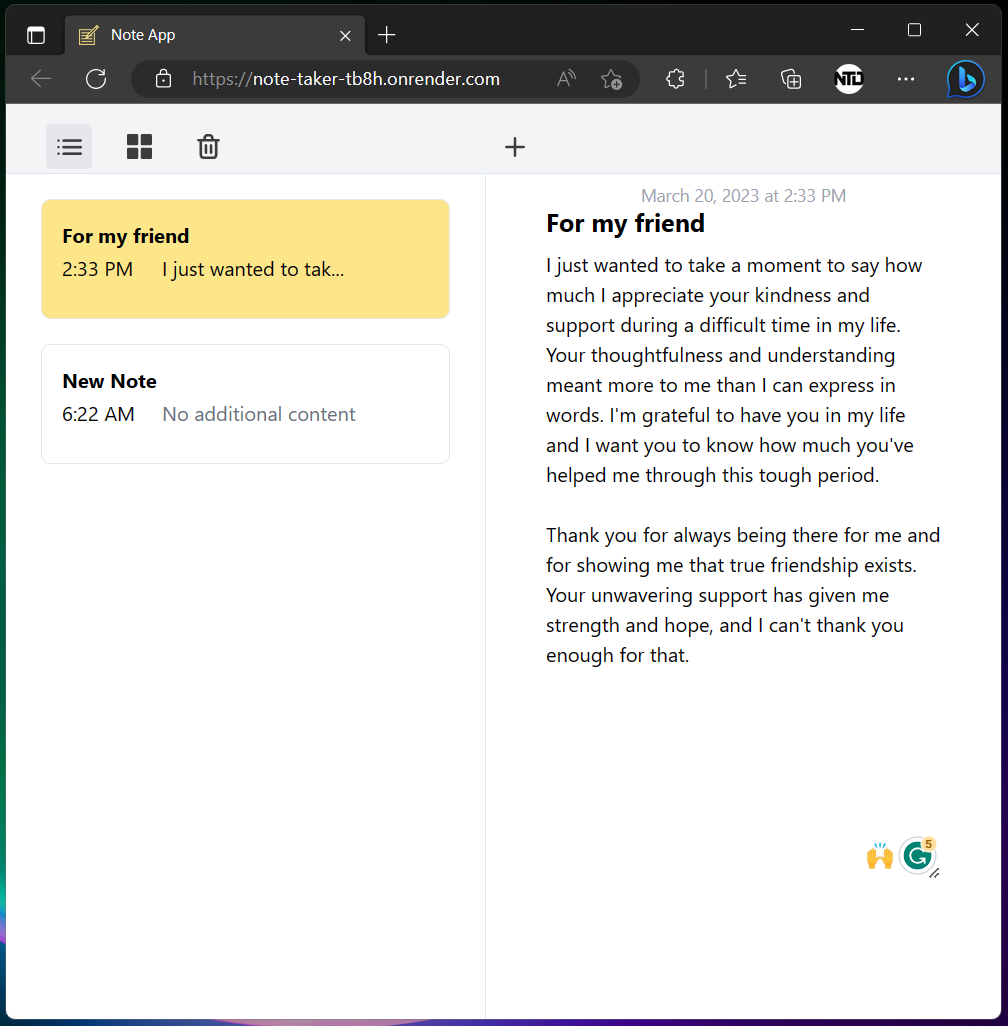 Note App
https://note-taker-tb8h.onrender.com
NTD
March 20, 2023 at 2:33 PM
For my friend
2:33 PM I just wanted to tak...
New Note
6:22 AM No additional content
For my friend
I just wanted to take a moment to say how
much I appreciate your kindness and
support during a difficult time in my life.
Your thoughtfulness and understanding
meant more to me than I can express in
words. I'm grateful to have you in my life
and I want you to know how much you've
helped me through this tough period.
Thank you for always being there for me and
for showing me that true friendship exists.
Your unwavering support has given me
strength and hope, and I can't thank you
enough for that.
5